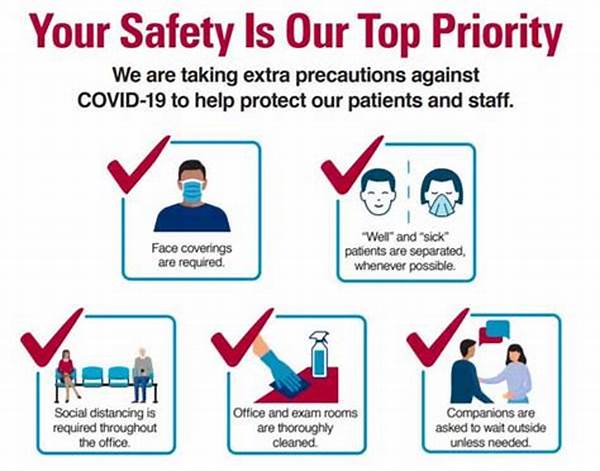 Your Safety Is Our Top Priority
We are taking extra precautions against
COVID-19 to help protect our patients and staff.
Face coverings
are required.
"Well" and "sick"
patients are separated,
whenever possible.
Social distancing is
required throughout
the office.
Office and exam rooms
are thoroughly
cleaned.
Companions are
asked to wait outside
unless needed.